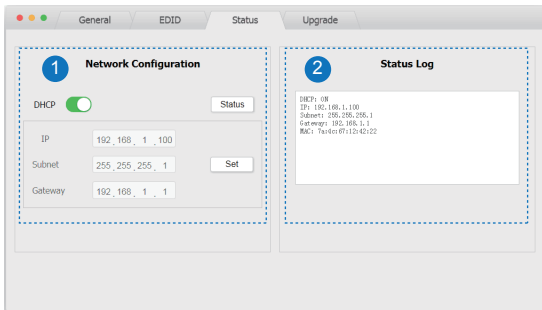 General EDID Status Upgrade
1 Network Configuration
DHCP Status
IP 192 . 168 . 1 . 100
Subnet 255 . 255 . 255 . 1 Set
Gateway 192 . 168 . 1 . 1
2 Status Log
DHCP: ON
IP: 192.168.1.100
Subnet: 255.255.255.1
Gateway: 192.168.1.1
MAC: 7a:4c:67:12:42:22